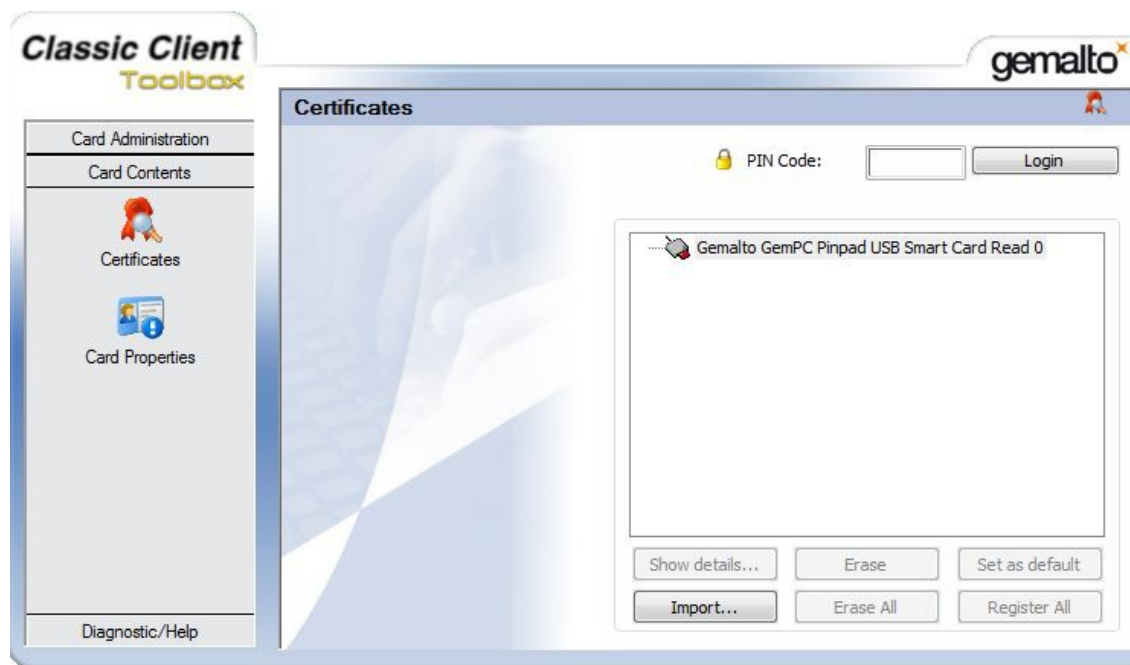 Classic Client
Toolbox
gemalto
Certificates
Card Administration
Card Contents
Certificates
Card Properties
Diagnostic/Help
PIN Code:
Login
Gemalto GemPC Pinpad USB Smart Card Read 0
Show details...
Erase
Set as default
Import...
Erase All
Register All